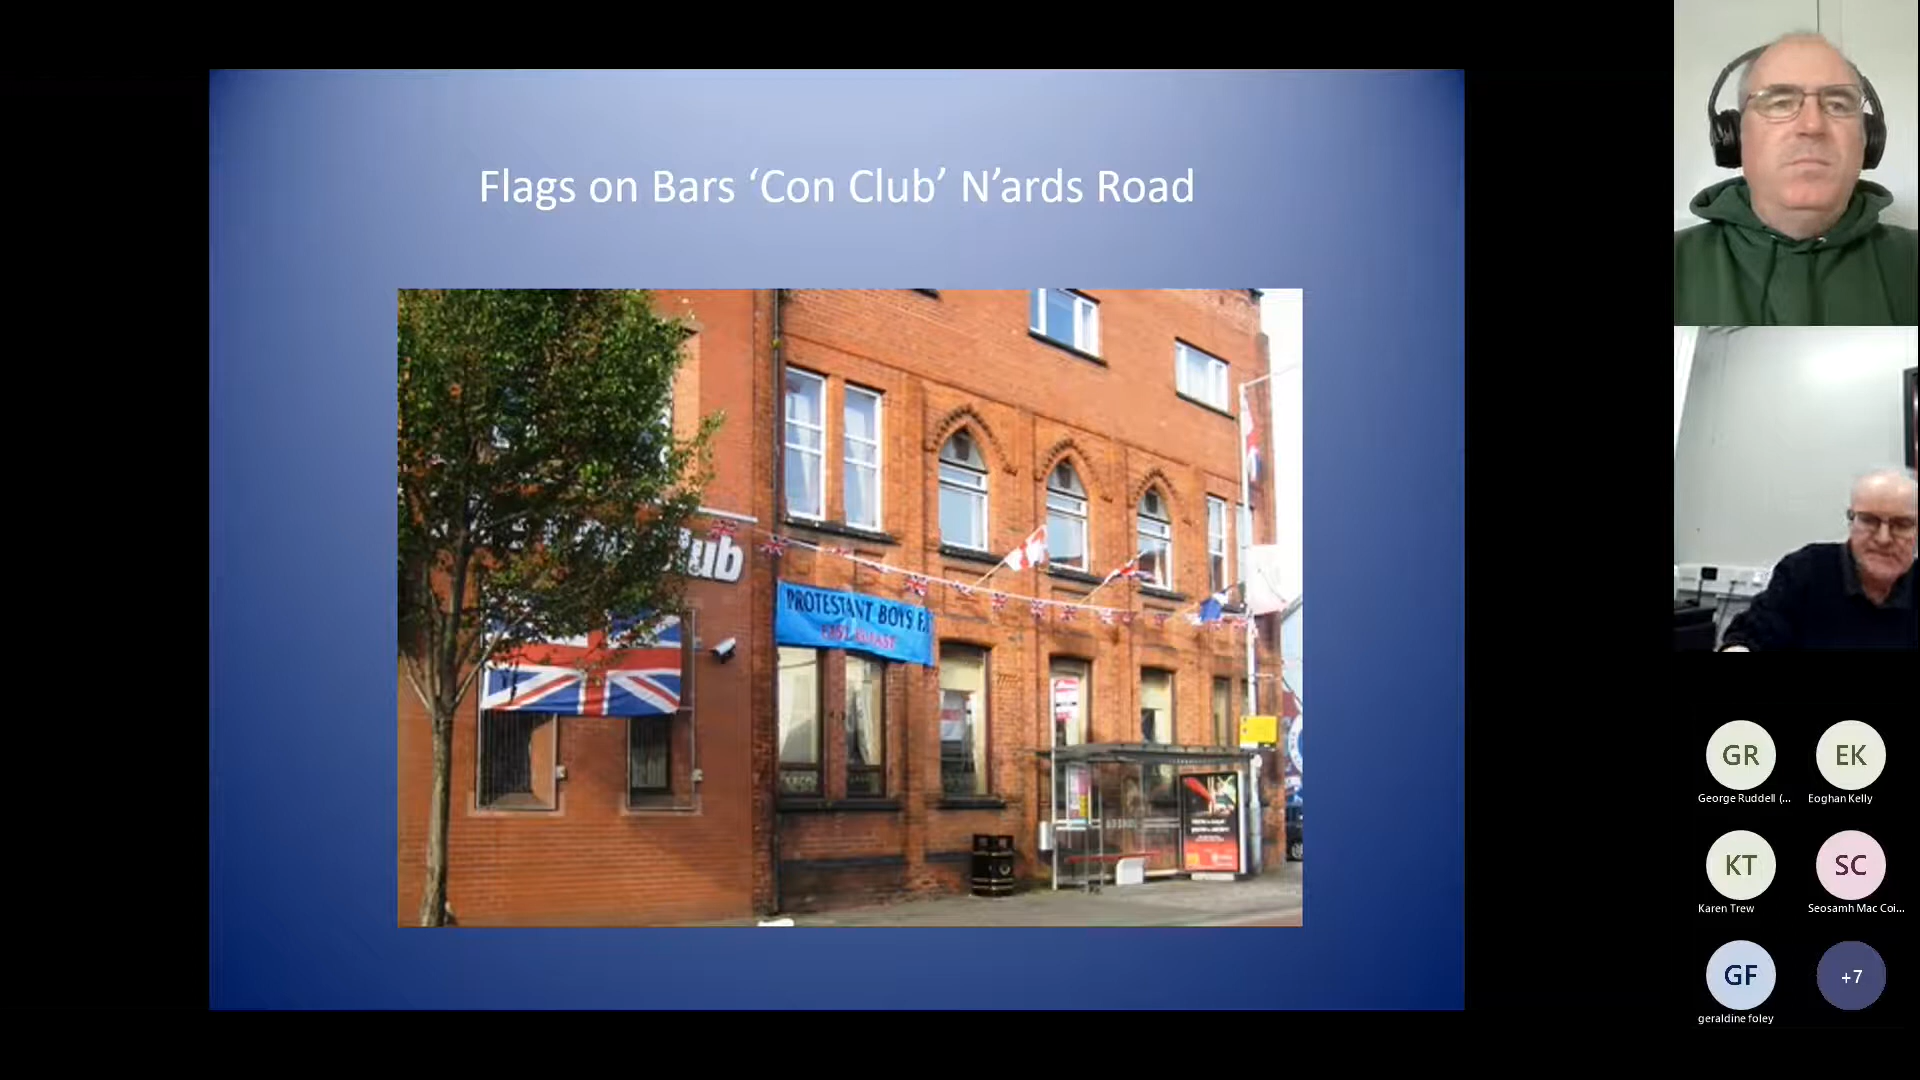 Flags on Bars ‘Con Club’ N’ards Road
ub
PROTESTANT BOYS F.
GR
EK
George Ruddell (...
Eoghan Kelly
KT
SC
Karen Trew
Seosamh Mac Coi...
GF
+7
geraldine foley